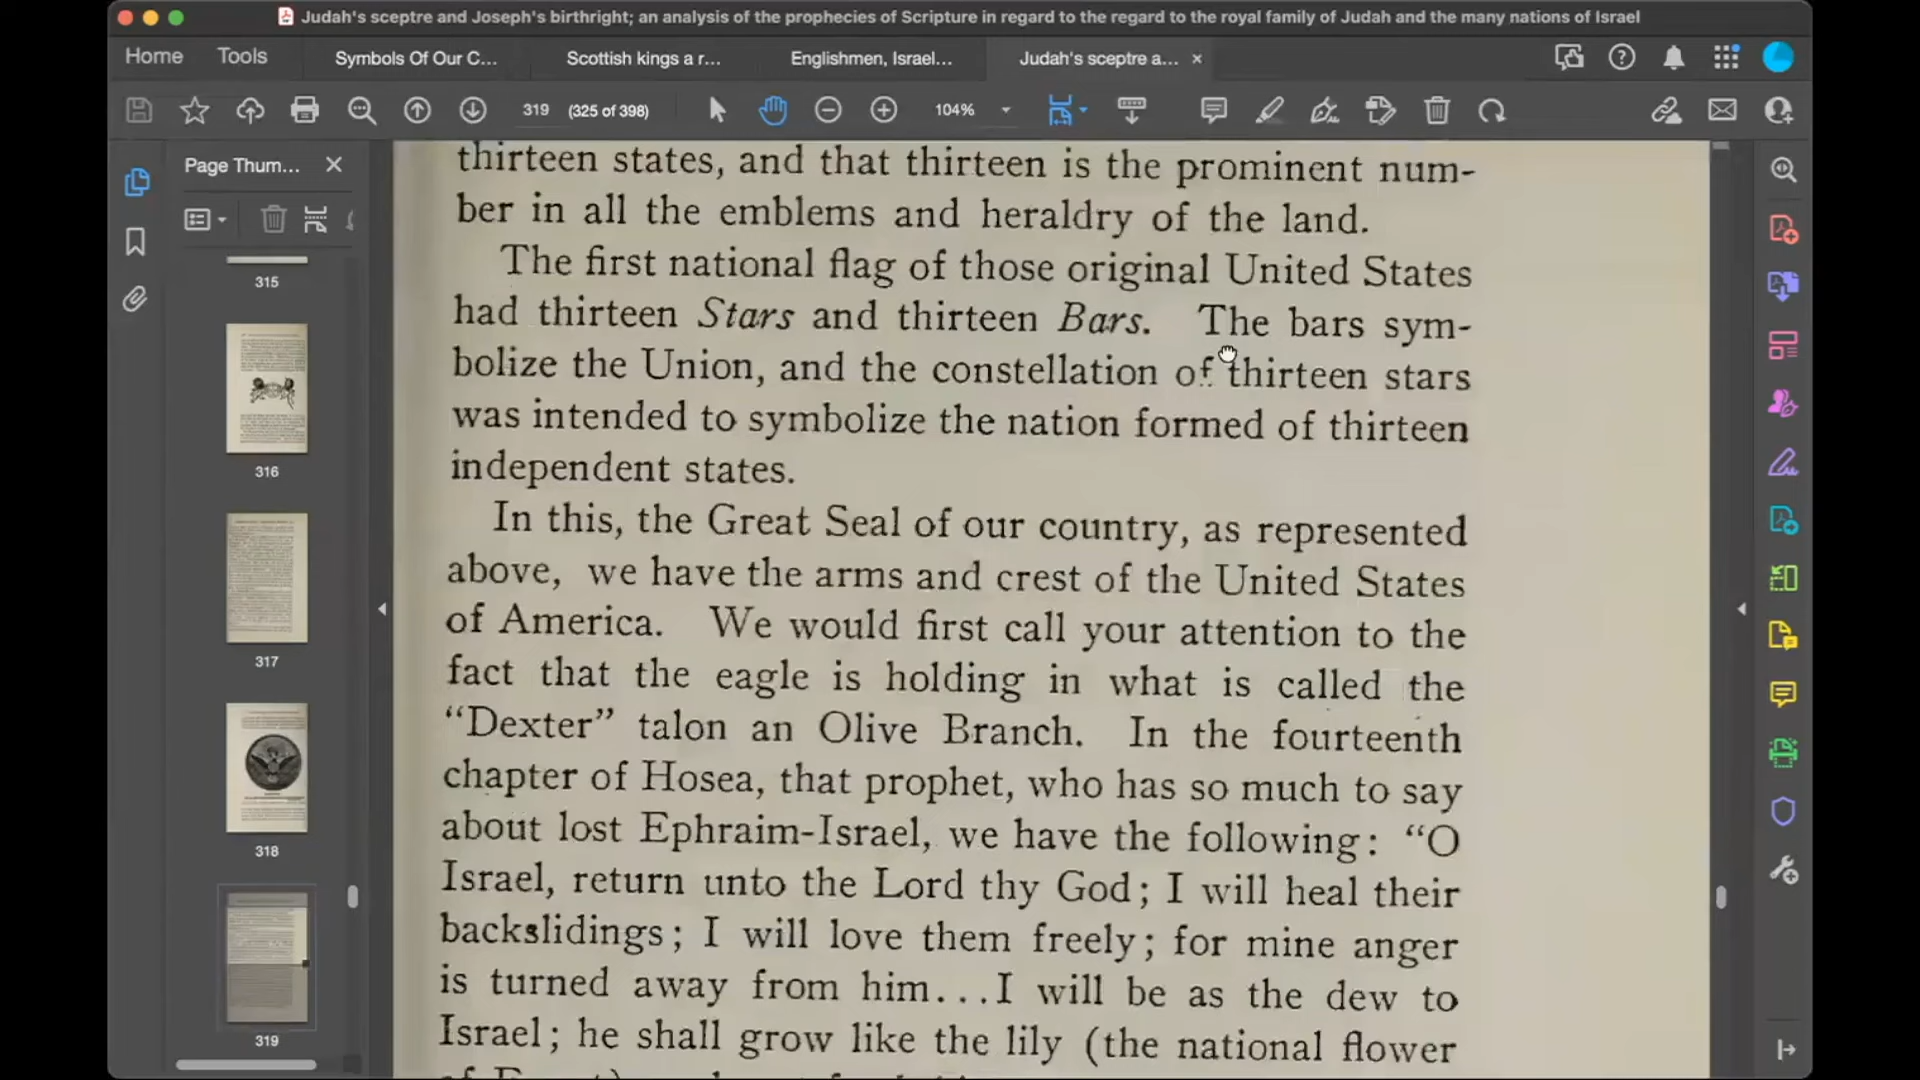 Judah's sceptre and Joseph's birthright; an analysis of the prophecies of Scripture in regard to the regard to the royal family of Judah and the many nations of Israel
Home Tools Symbols Of Our C... Scottish kings a r... Englishmen, Israel... Judah's sceptre a...
319 (325 of 398) 104%
Page Thum...
315
316
317
318
319
thirteen states, and that thirteen is the prominent num-
ber in all the emblems and heraldry of the land.
The first national flag of those original United States
had thirteen Stars and thirteen Bars. The bars sym-
bolize the Union, and the constellation of thirteen stars
was intended to symbolize the nation formed of thirteen
independent states.
In this, the Great Seal of our country, as represented
above, we have the arms and crest of the United States
of America. We would first call your attention to the
fact that the eagle is holding in what is called the
“Dexter” talon an Olive Branch. In the fourteenth
chapter of Hosea, that prophet, who has so much to say
about lost Ephraim-Israel, we have the following: “O
Israel, return unto the Lord thy God; I will heal their
backslidings; I will love them freely; for mine anger
is turned away from him...I will be as the dew to
Israel; he shall grow like the lily (the national flower